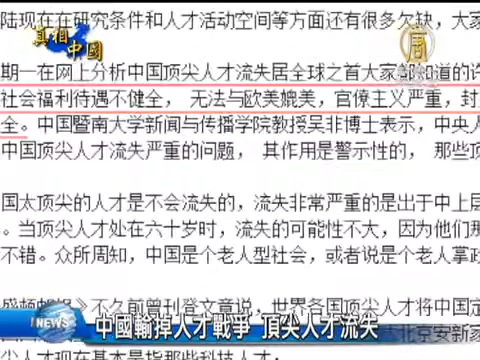 真相中國
陆现在在研究条件和人才活动空间等方面还有很多欠缺，大家
期一在网上分析中国顶尖人才流失居全球之首大家都知道的许
社会福利待遇不健全， 无法与欧美媲美，官僚主义严重，封
全。中国暨南大学新闻与传播学院教授吴非博士表示，中央人
中国顶尖人才流失严重的问题， 其作用是警示性的， 那些顶
国太顶尖的人才是不会流失的，流失非常严重的是出于中上层
。当顶尖人才处在六十岁时，流失的可能性不大，因为他们那
不错。众所周知，中国是个老人型社会，或者说是个老人掌政
》不久前曾刊登文章说，世界各国顶尖人才将中国定
NEWS
中國輸掉人才戰爭 頂尖人才流失
北京安新家